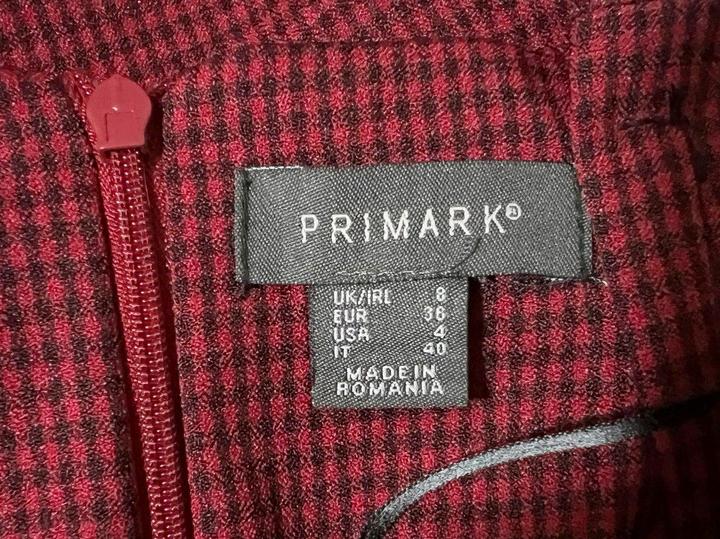 PRIMARK®
UK/IRL 8
EUR 36
USA 4
IT 40
MADE IN
ROMANIA